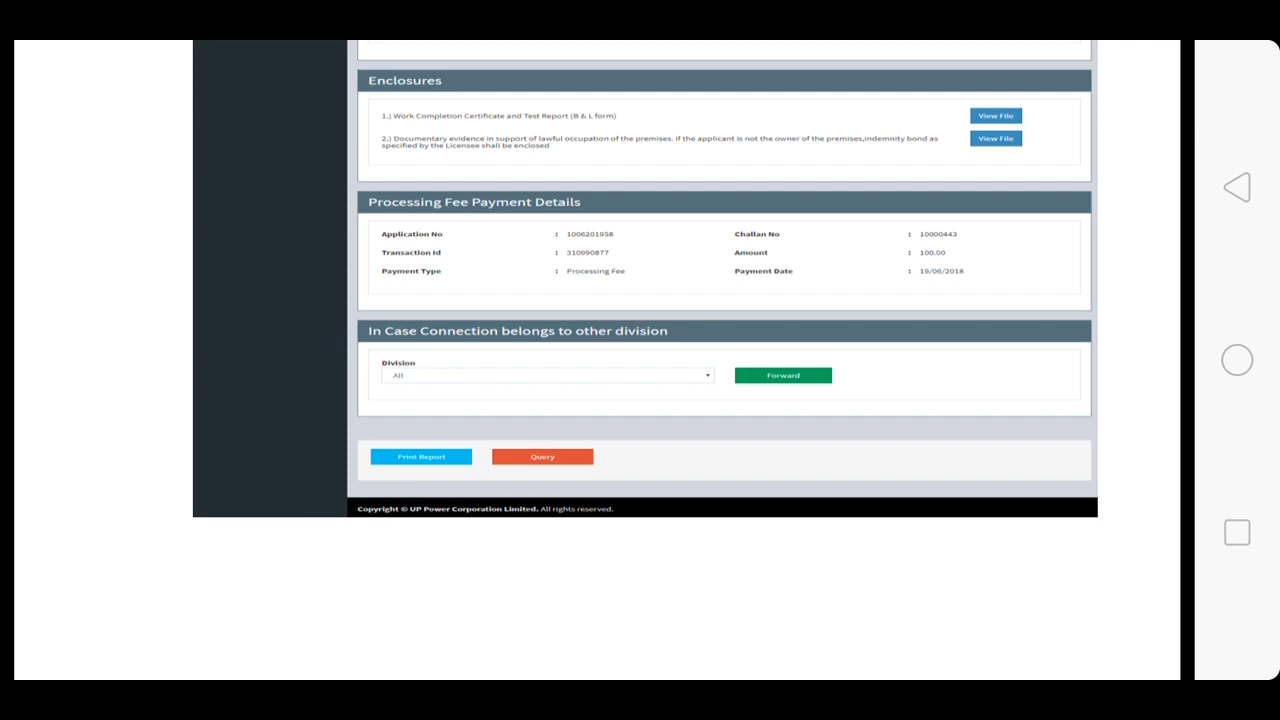 Enclosures
1.) Work Completion Certificate and Test Report (B & L form) View File
2.) Documentary evidence in support of lawful occupation of the premises. if the applicant is not the owner of the premises,indemnity bond as View File
specified by the Licensee shall be enclosed
Processing Fee Payment Details
Application No : 1006201958 Challan No : 10000443
Transaction Id : 310990877 Amount : 100.00
Payment Type : Processing Fee Payment Date : 19/06/2018
In Case Connection belongs to other division
Division
All Forward
Print Report Query
Copyright © UP Power Corporation Limited. All rights reserved.